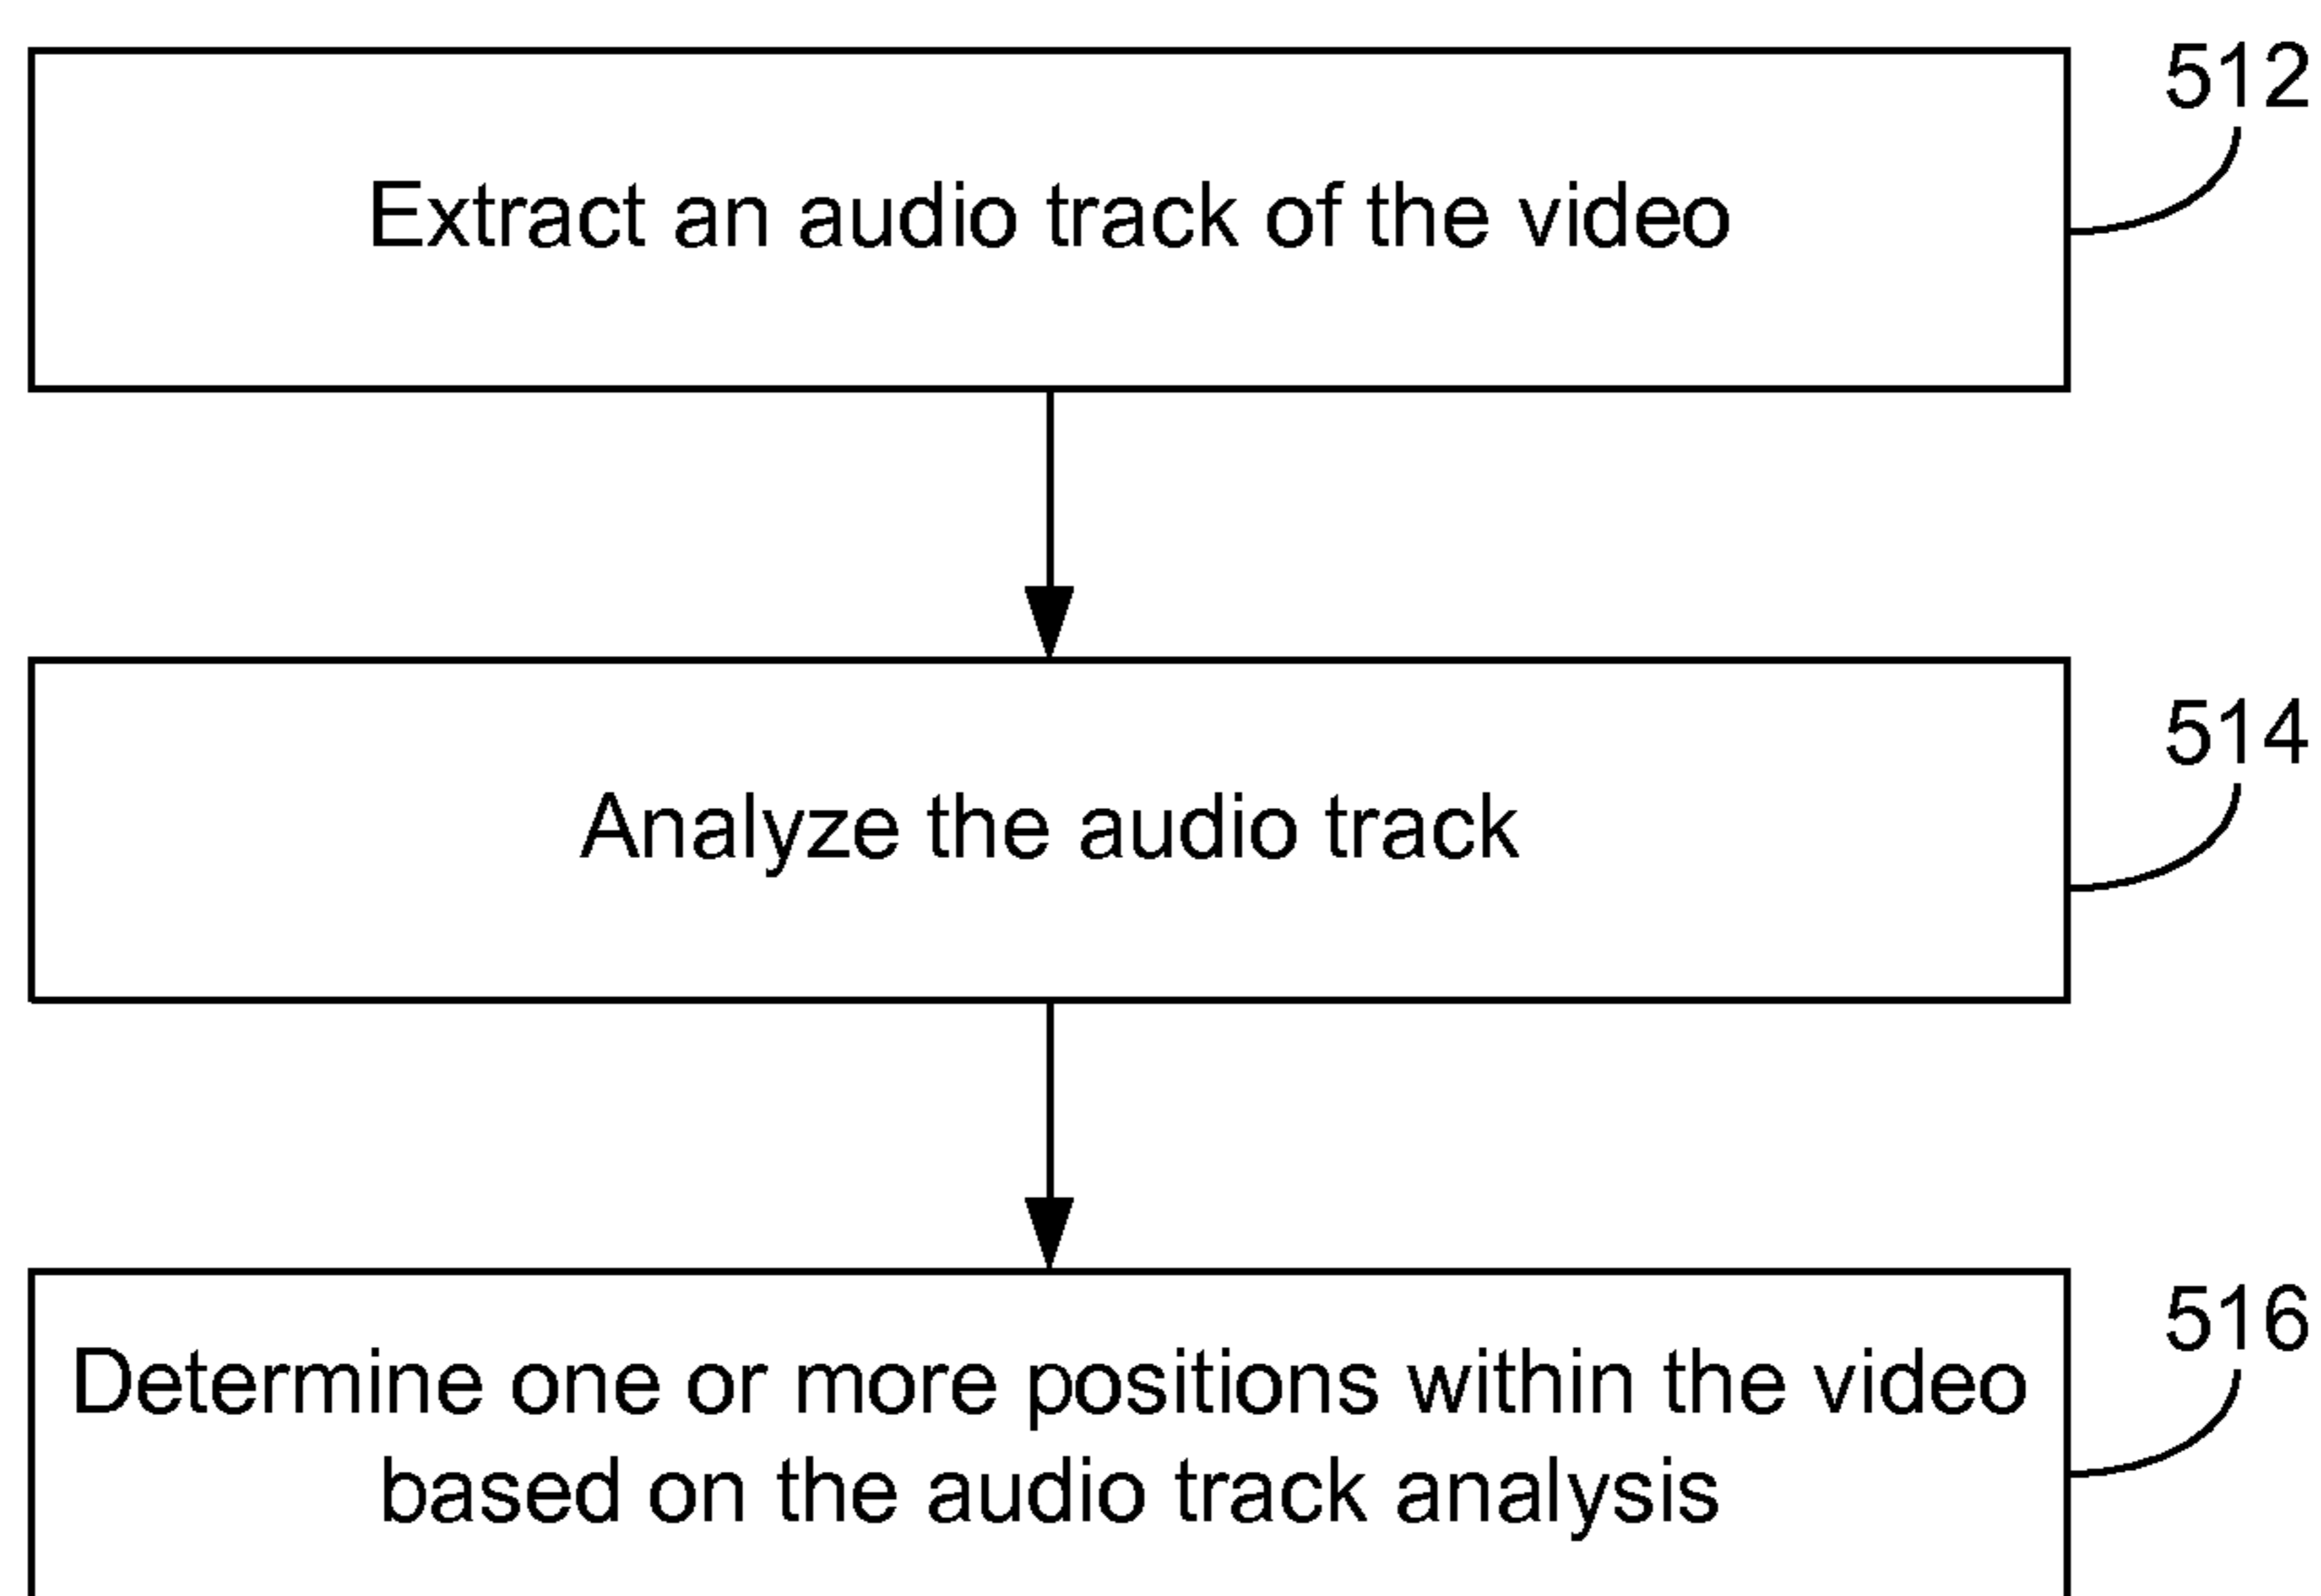 512
Extract an audio track of the video
514
Analyze the audio track
516
Determine one or more positions within the video
based on the audio track analysis